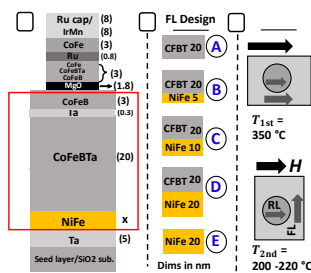 Ru cap/ (8)
IrMn (8)
CoFe (3)
Ru (0.8)
CoFe
CoFeBTa (3)
CoFeB
MgO (1.8)
CoFeB (3)
Ta (0.3)
CoFeBTa (20)
NiFe x
Ta (5)
Seed layer/SiO2 sub.
FL Design
CFBT 20 A
CFBT 20 B
NiFe 5
CFBT 20 C
NiFe 10
CFBT 20 D
NiFe 20
NiFe 20 E
Dims in nm
T1st =
350 °C
H
RL
FL
T2nd =
200 -220 °C